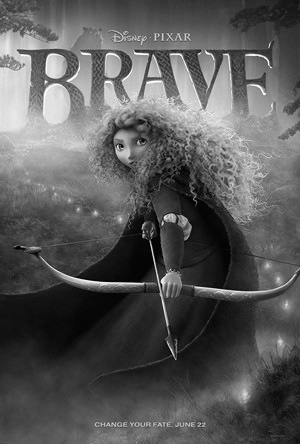 Disney · PIXAR
BRAVE
CHANGE YOUR FATE. JUNE 22